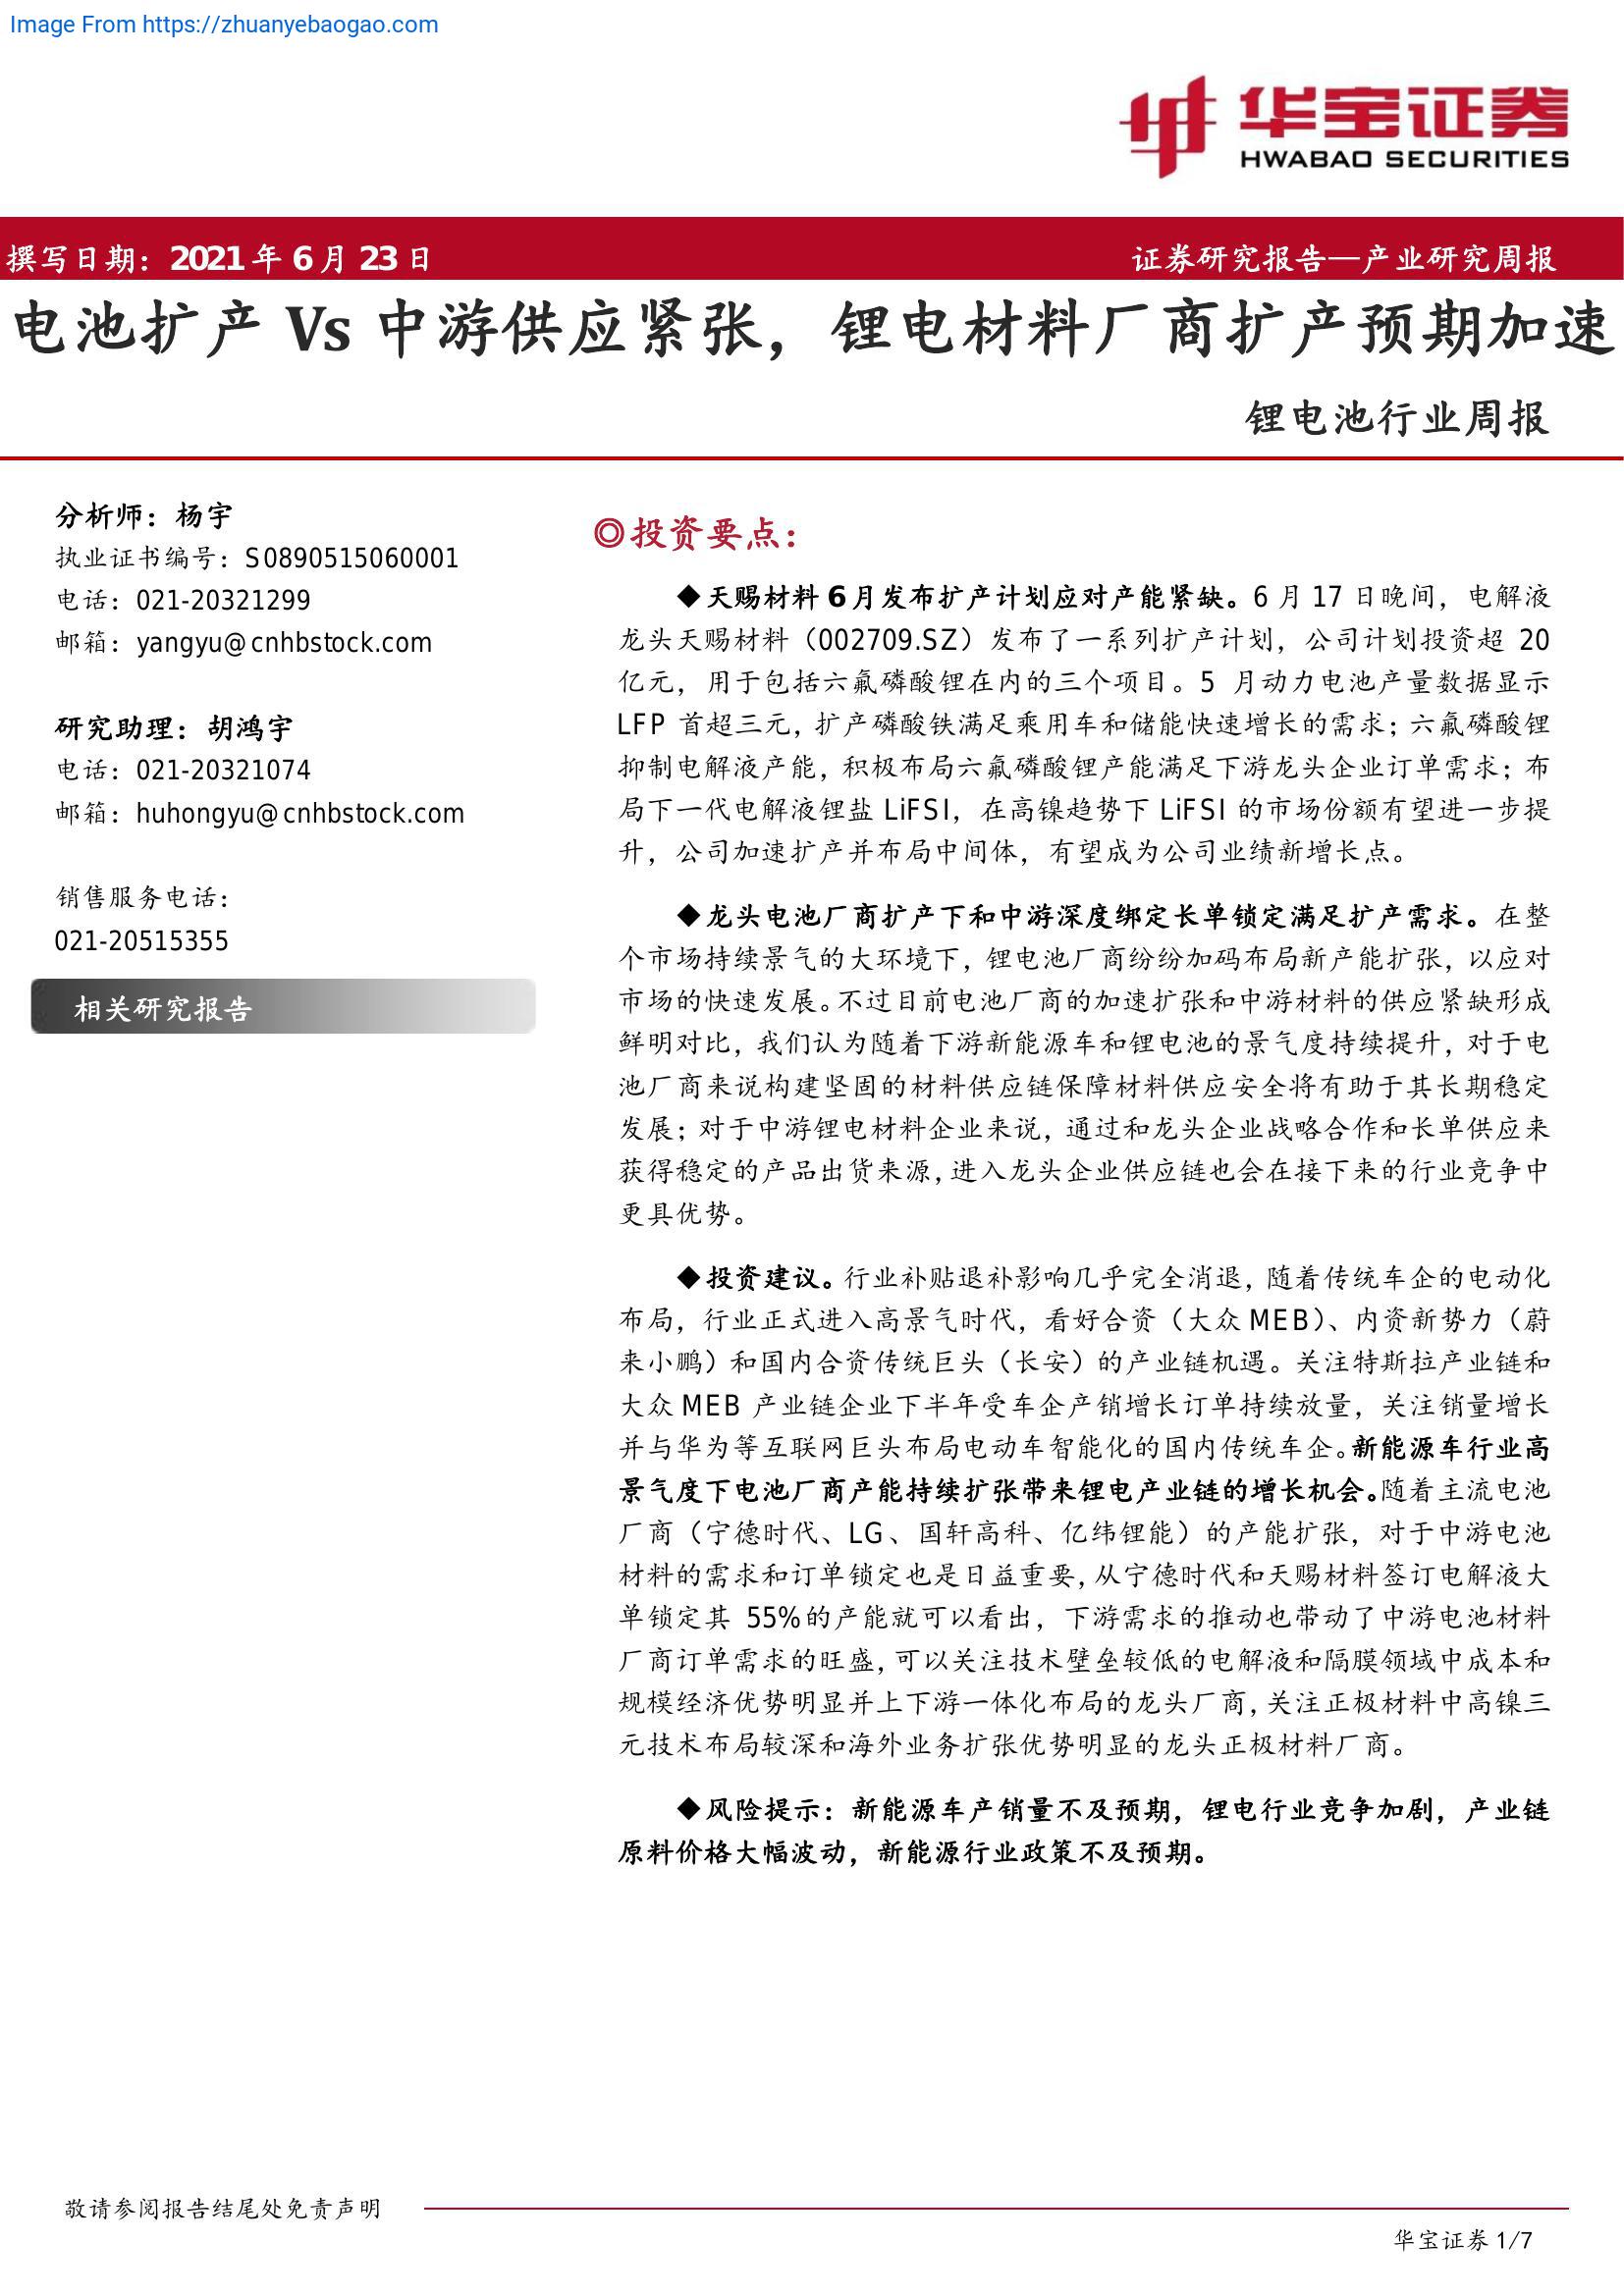 Image From https://zhuanyebaogao.com
华宝证券
HWABAO SECURITIES
撰写日期：2021 年 6 月 23 日
证券研究报告—产业研究周报
电池扩产 Vs 中游供应紧张，锂电材料厂商扩产预期加速
锂电池行业周报
分析师：杨宇
执业证书编号：S0890515060001
电话：021-20321299
邮箱：yangyu@cnhbstock.com
研究助理：胡鸿宇
电话：021-20321074
邮箱：huhongyu@cnhbstock.com
销售服务电话：
021-20515355
相关研究报告
◎投资要点：
◆天赐材料 6 月发布扩产计划应对产能紧缺。6 月 17 日晚间，电解液
龙头天赐材料（002709.SZ）发布了一系列扩产计划，公司计划投资超 20
亿元，用于包括六氟磷酸锂在内的三个项目。5 月动力电池产量数据显示
LFP 首超三元，扩产磷酸铁满足乘用车和储能快速增长的需求；六氟磷酸锂
抑制电解液产能，积极布局六氟磷酸锂产能满足下游龙头企业订单需求；布
局下一代电解液锂盐 LiFSI，在高镍趋势下 LiFSI 的市场份额有望进一步提
升，公司加速扩产并布局中间体，有望成为公司业绩新增长点。
◆龙头电池厂商扩产下和中游深度绑定长单锁定满足扩产需求。在整
个市场持续景气的大环境下，锂电池厂商纷纷加码布局新产能扩张，以应对
市场的快速发展。不过目前电池厂商的加速扩张和中游材料的供应紧缺形成
鲜明对比，我们认为随着下游新能源车和锂电池的景气度持续提升，对于电
池厂商来说构建坚固的材料供应链保障材料供应安全将有助于其长期稳定
发展；对于中游锂电材料企业来说，通过和龙头企业战略合作和长单供应来
获得稳定的产品出货来源，进入龙头企业供应链也会在接下来的行业竞争中
更具优势。
◆投资建议。行业补贴退补影响几乎完全消退，随着传统车企的电动化
布局，行业正式进入高景气时代，看好合资（大众 MEB）、内资新势力（蔚
来小鹏）和国内合资传统巨头（长安）的产业链机遇。关注特斯拉产业链和
大众 MEB 产业链企业下半年受车企产销增长订单持续放量，关注销量增长
并与华为等互联网巨头布局电动车智能化的国内传统车企。新能源车行业高
景气度下电池厂商产能持续扩张带来锂电产业链的增长机会。随着主流电池
厂商（宁德时代、LG、国轩高科、亿纬锂能）的产能扩张，对于中游电池
材料的需求和订单锁定也是日益重要，从宁德时代和天赐材料签订电解液大
单锁定其 55%的产能就可以看出，下游需求的推动也带动了中游电池材料
厂商订单需求的旺盛，可以关注技术壁垒较低的电解液和隔膜领域中成本和
规模经济优势明显并上下游一体化布局的龙头厂商，关注正极材料中高镍三
元技术布局较深和海外业务扩张优势明显的龙头正极材料厂商。
◆风险提示：新能源车产销量不及预期，锂电行业竞争加剧，产业链
原料价格大幅波动，新能源行业政策不及预期。
敬请参阅报告结尾处免责声明
华宝证券 1/7